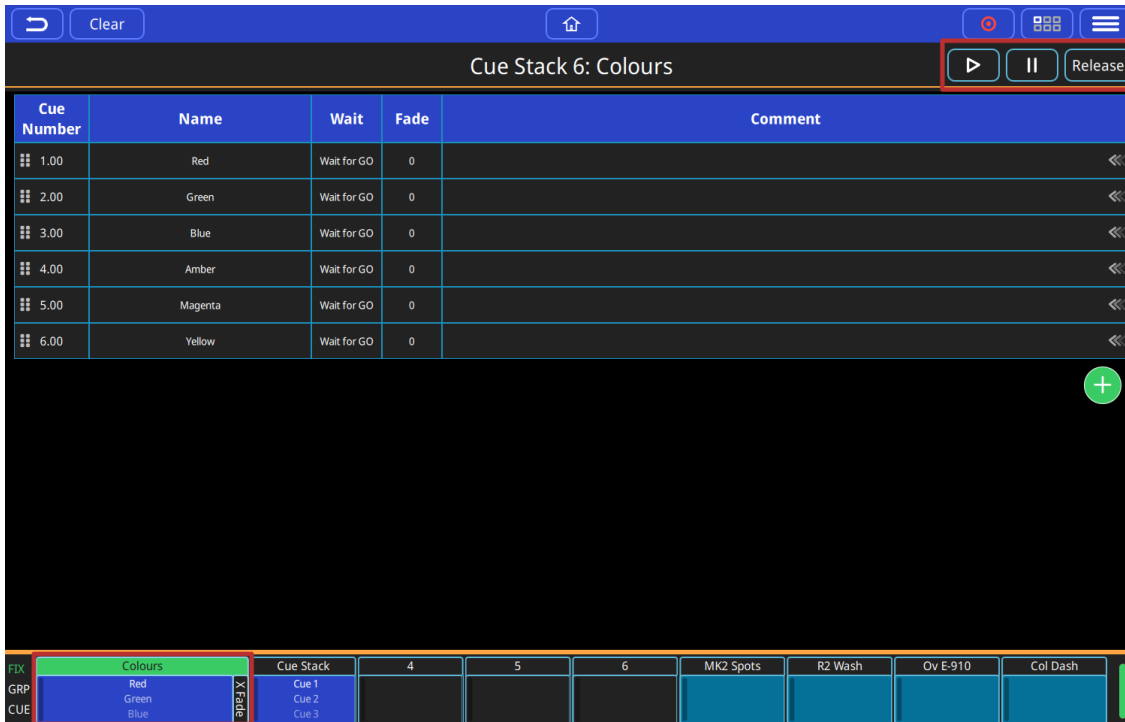 Clear
Cue Stack 6: Colours
Release
Cue Number Name Wait Fade Comment
1.00 Red Wait for GO 0
2.00 Green Wait for GO 0
3.00 Blue Wait for GO 0
4.00 Amber Wait for GO 0
5.00 Magenta Wait for GO 0
6.00 Yellow Wait for GO 0
FIX Colours Cue Stack 4 5 6 MK2 Spots R2 Wash Ov E-910 Col Dash
GRP Red X Fade Cue 1
Green Cue 2
CUE Blue Cue 3